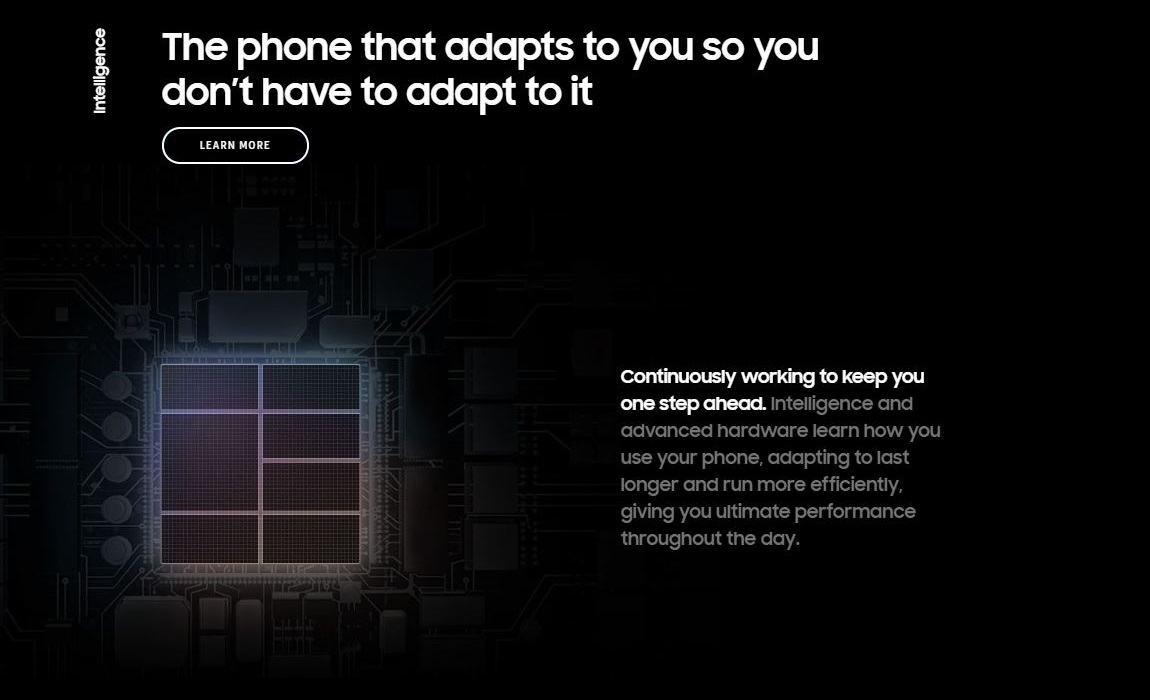 Intelligence
The phone that adapts to you so you
don't have to adapt to it
LEARN MORE
Continuously working to keep you
one step ahead. Intelligence and
advanced hardware learn how you
use your phone, adapting to last
longer and run more efficiently,
giving you ultimate performance
throughout the day.